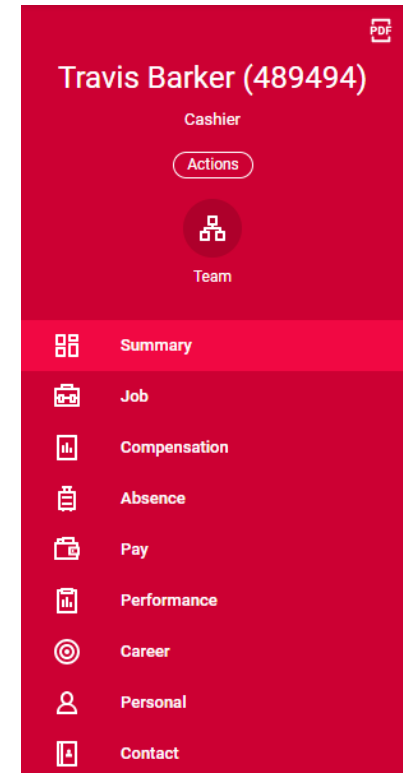 PDF
Travis Barker (489494)
Cashier
Actions
Team
Summary
Job
Compensation
Absence
Pay
Performance
Career
Personal
Contact